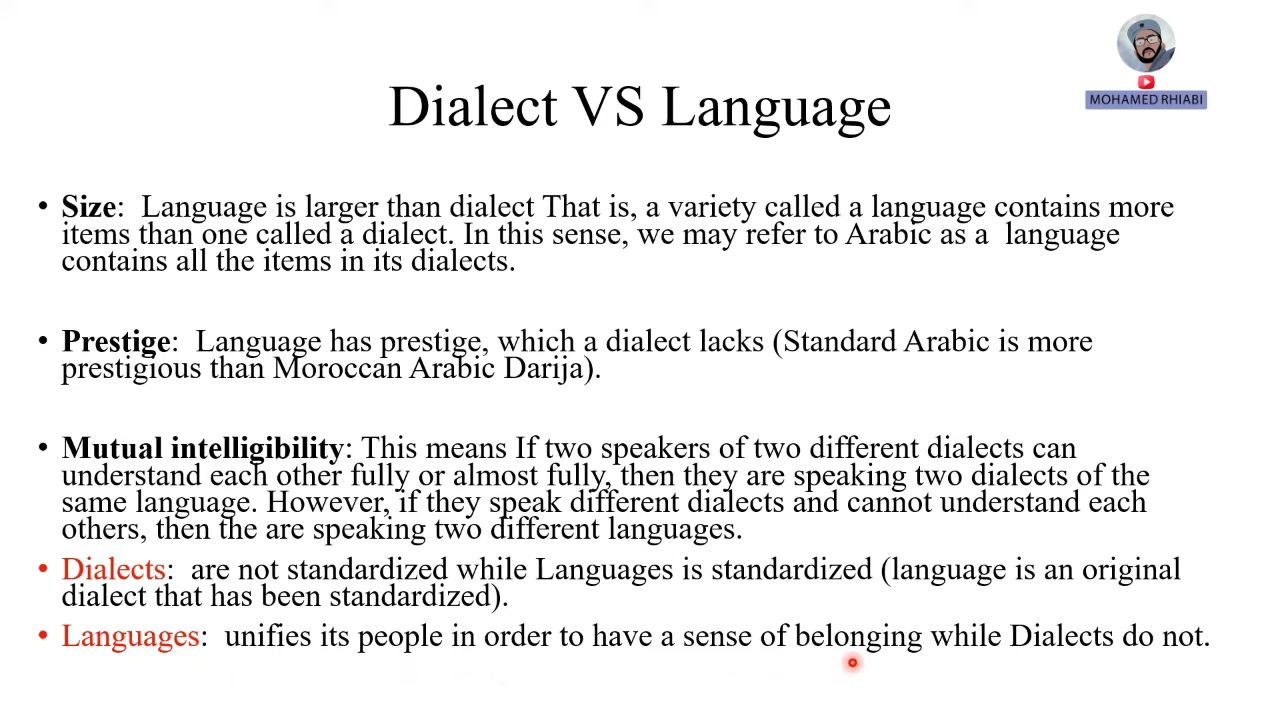 MOHAMED RHIABI
Dialect VS Language
• Size: Language is larger than dialect That is, a variety called a language contains more
items than one called a dialect. In this sense, we may refer to Arabic as a language
contains all the items in its dialects.
• Prestige: Language has prestige, which a dialect lacks (Standard Arabic is more
prestigious than Moroccan Arabic Darija).
• Mutual intelligibility: This means If two speakers of two different dialects can
understand each other fully or almost fully, then they are speaking two dialects of the
same language. However, if they speak different dialects and cannot understand each
others, then the are speaking two different languages.
• Dialects: are not standardized while Languages is standardized (language is an original
dialect that has been standardized).
• Languages: unifies its people in order to have a sense of belonging while Dialects do not.